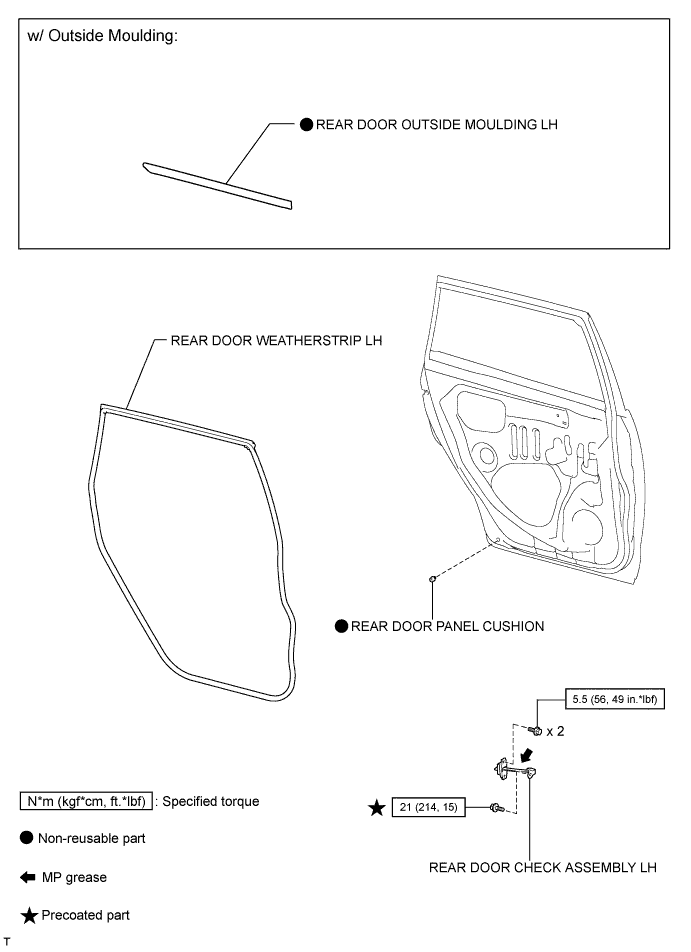 w/ Outside Moulding:
REAR DOOR OUTSIDE MOULDING LH
REAR DOOR WEATHERSTRIP LH
REAR DOOR PANEL CUSHION
5.5 (56, 49 in.*lbf)
x 2
21 (214, 15)
REAR DOOR CHECK ASSEMBLY LH
N*m (kgf*cm, ft.*lbf) : Specified torque
Non-reusable part
MP grease
Precoated part
T